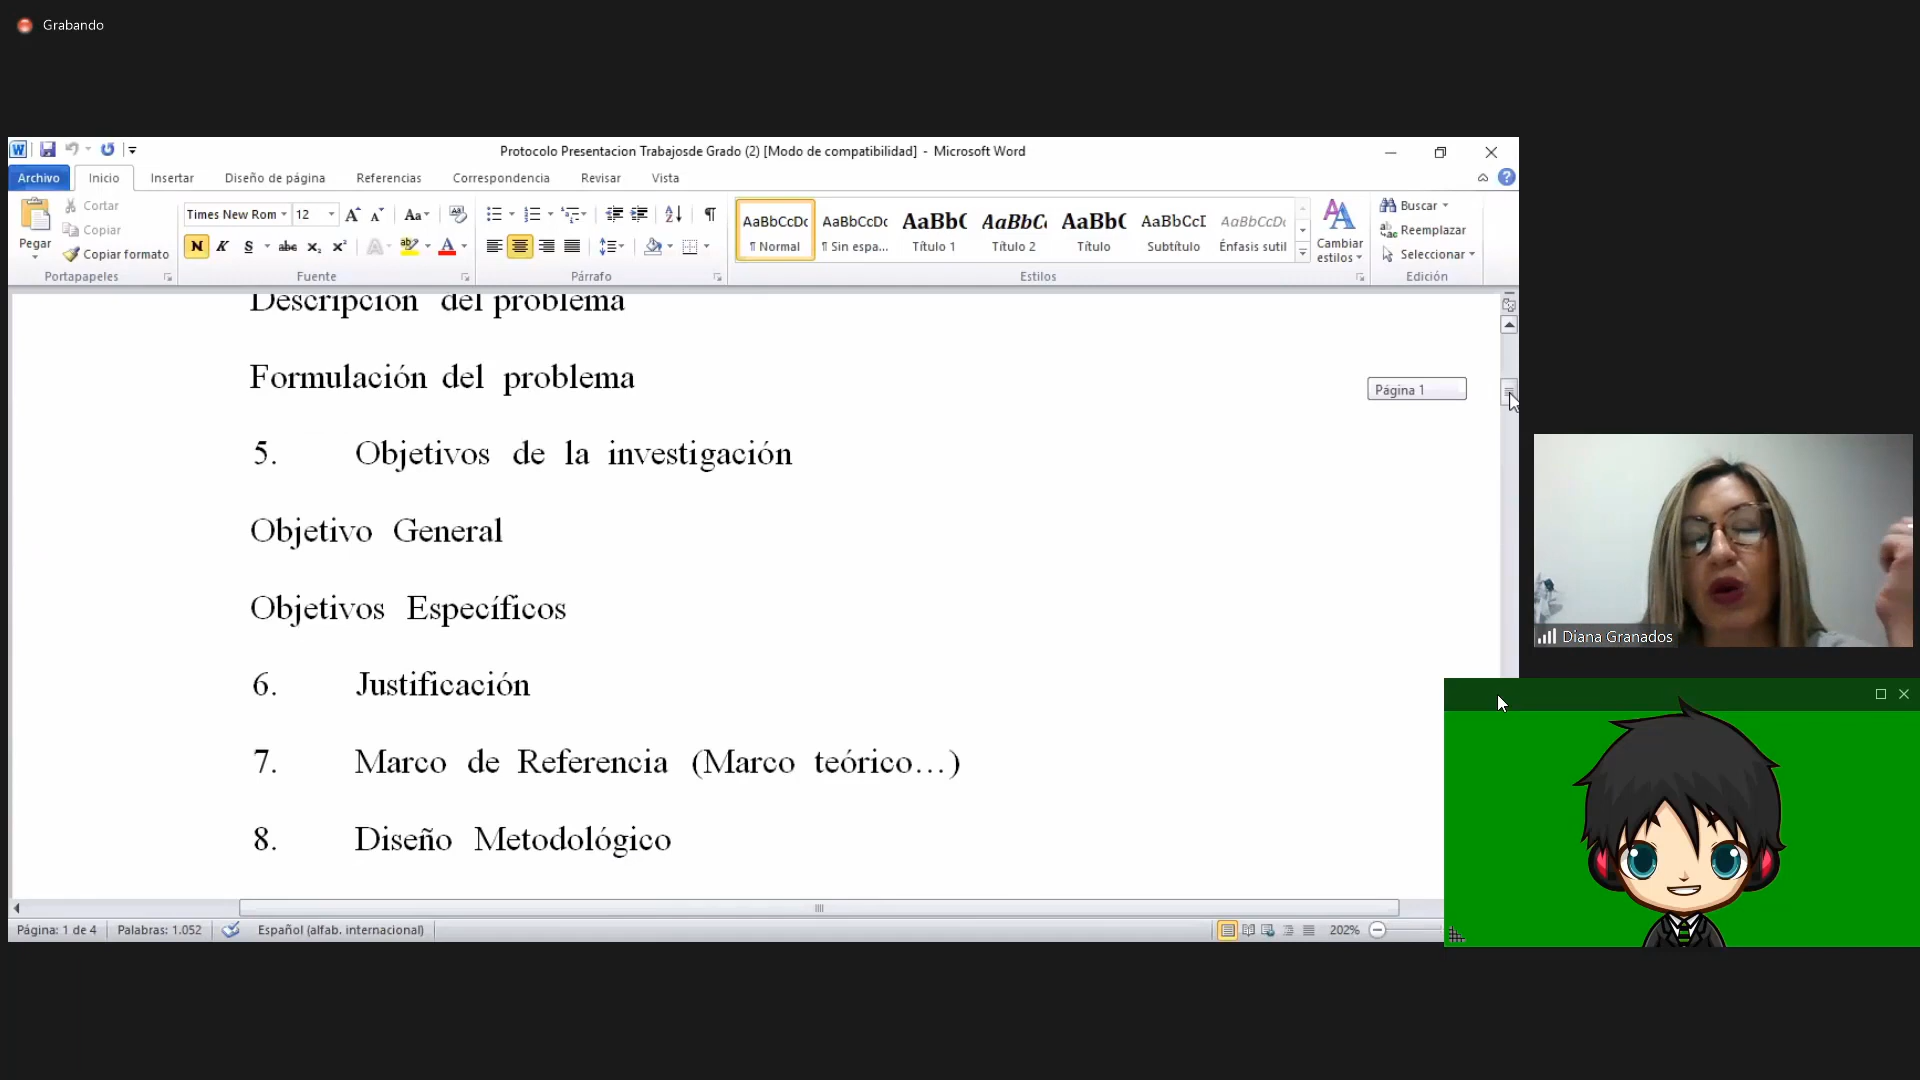 Grabando
Protocolo Presentacion Trabajosde Grado (2) [Modo de compatibilidad] - Microsoft Word
Archivo Inicio Insertar Diseño de página Referencias Correspondencia Revisar Vista
Pegar
Cortar
Copiar
Copiar formato
Portapapeles
Times New Rom 12
N K S abc x₂ x²
Fuente
Párrafo
AaBbCcDc AaBbCcDc AaBbC AaBbC AaBbC AaBbCcI AaBbCcDc
¶ Normal ¶ Sin espa... Título 1 Título 2 Título Subtítulo Énfasis sutil
Cambiar estilos
Estilos
Buscar
Reemplazar
Seleccionar
Edición
Descripción del problema
Formulación del problema
Página 1
5. Objetivos de la investigación
Objetivo General
Objetivos Específicos
6. Justificación
7. Marco de Referencia (Marco teórico…)
8. Diseño Metodológico
Página: 1 de 4 Palabras: 1.052 Español (alfab. internacional) 202%
Diana Granados